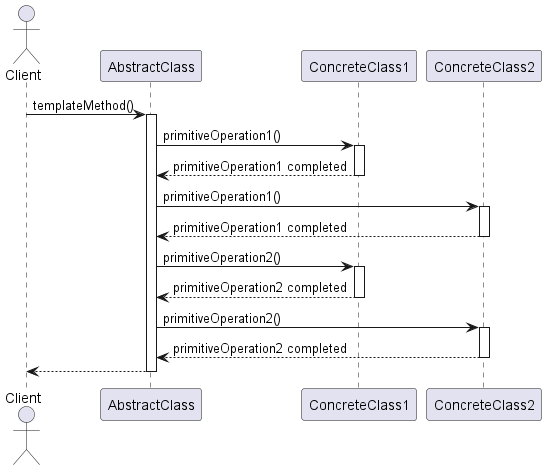 Client
AbstractClass
ConcreteClass1
ConcreteClass2
templateMethod()
primitiveOperation1()
primitiveOperation1 completed
primitiveOperation1()
primitiveOperation1 completed
primitiveOperation2()
primitiveOperation2 completed
primitiveOperation2()
primitiveOperation2 completed
Client
AbstractClass
ConcreteClass1
ConcreteClass2